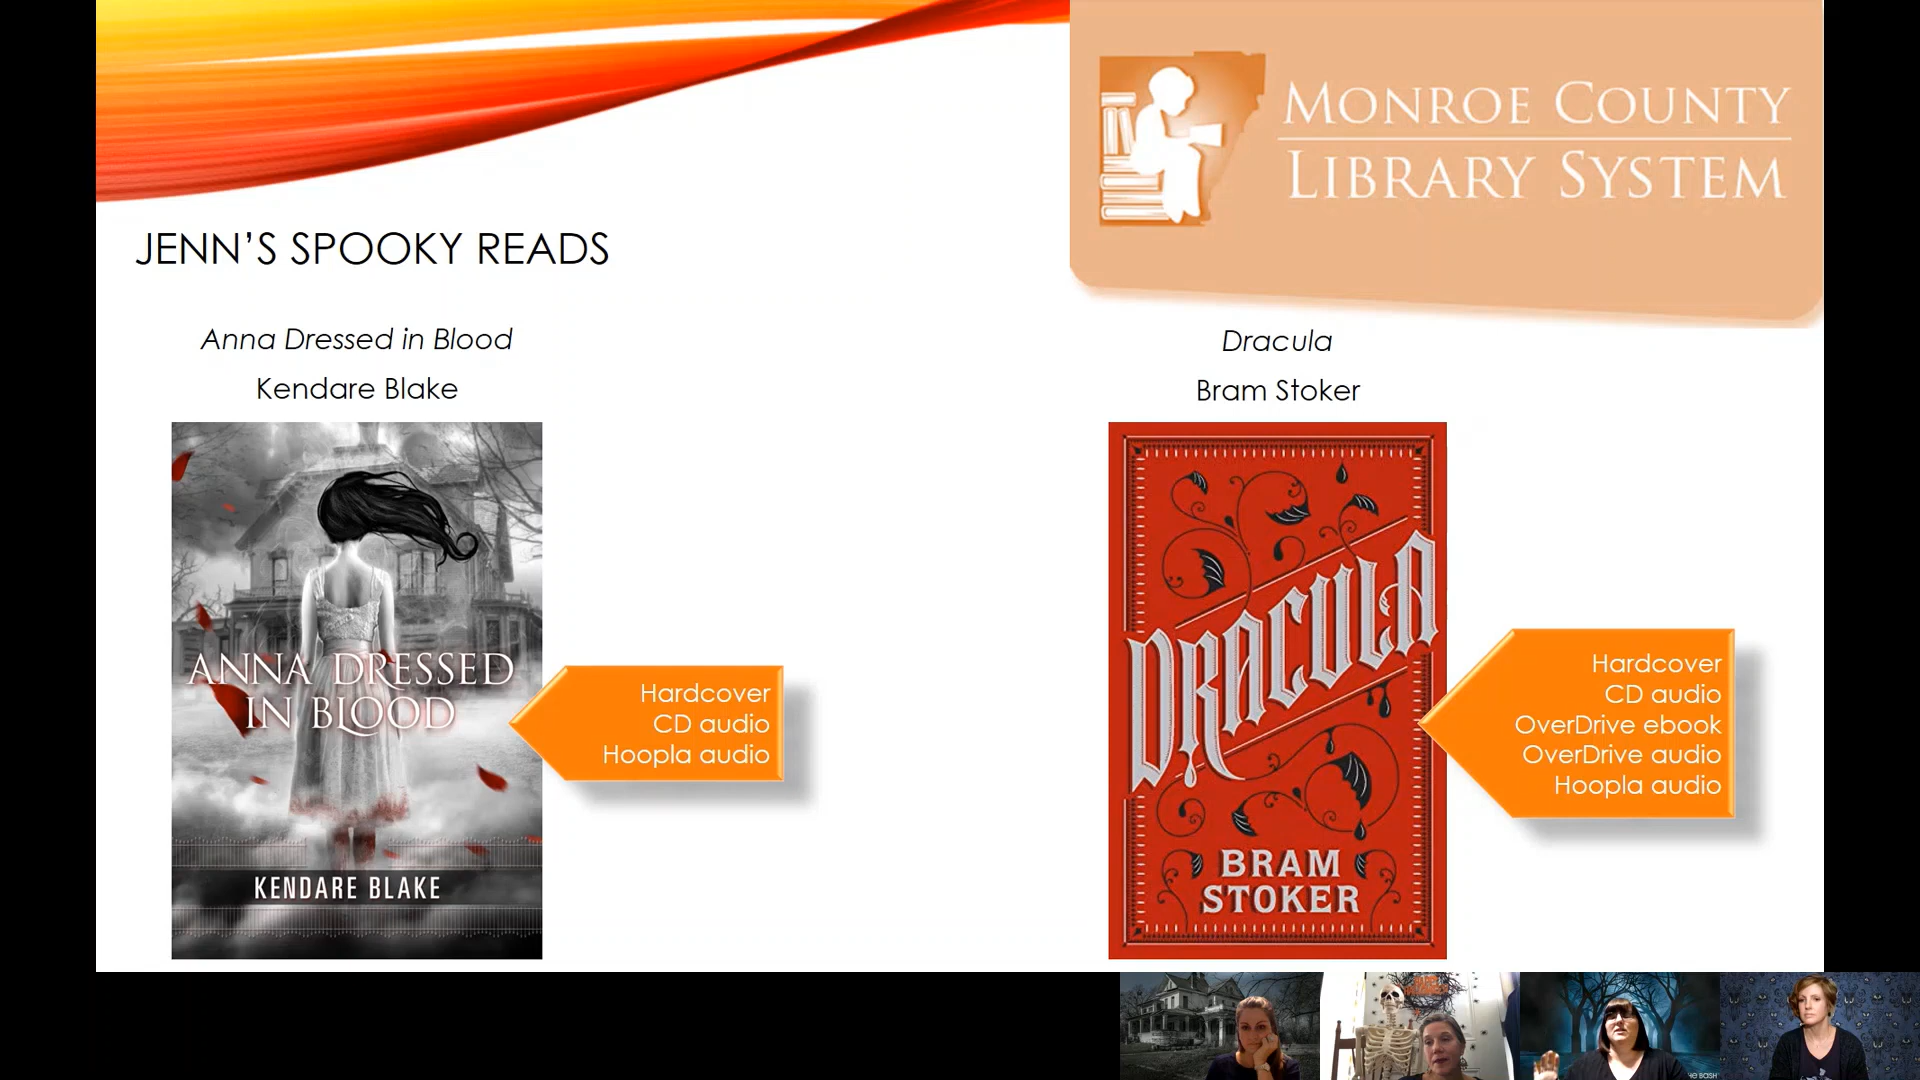 MONROE COUNTY
LIBRARY SYSTEM
JENN'S SPOOKY READS
Anna Dressed in Blood
Kendare Blake
ANNA DRESSED
IN BLOOD
KENDARE BLAKE
Hardcover
CD audio
Hoopla audio
Dracula
Bram Stoker
DRACULA
BRAM
STOKER
Hardcover
CD audio
OverDrive ebook
OverDrive audio
Hoopla audio